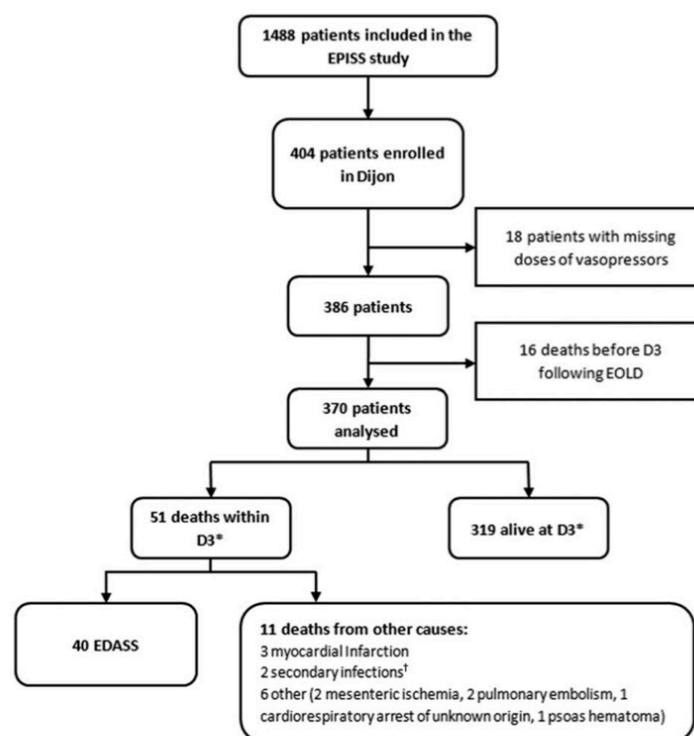 1488 patients included in the
EPISS study
404 patients enrolled
in Dijon
18 patients with missing
doses of vasopressors
386 patients
16 deaths before D3
following EOLD
370 patients
analysed
51 deaths within
D3*
319 alive at D3*
40 EDASS
11 deaths from other causes:
3 myocardial Infarction
2 secondary infections†
6 other (2 mesenteric ischemia, 2 pulmonary embolism, 1
cardiorespiratory arrest of unknown origin, 1 psoas hematoma)